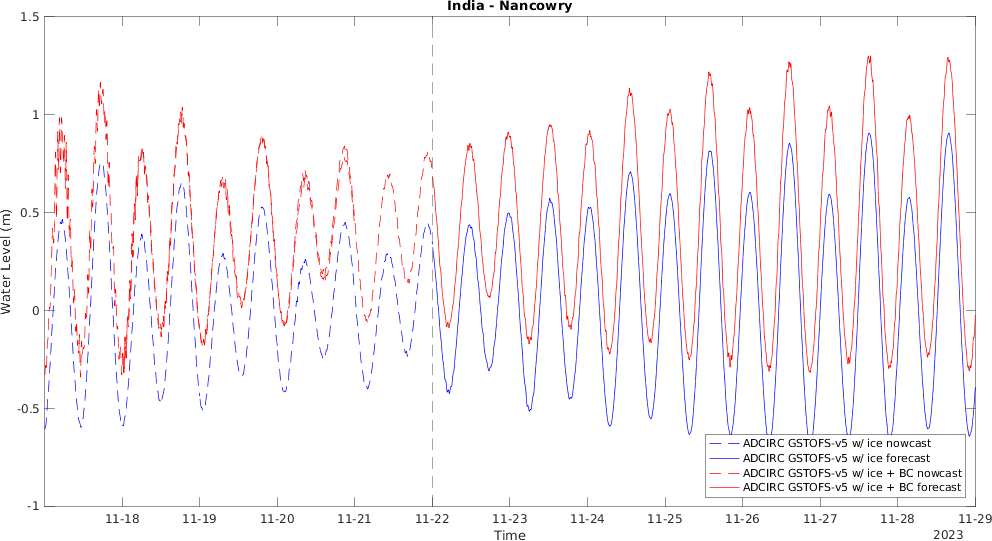 India - Nancowry
1.5
1
0.5
0
-0.5
-1
Water Level (m)
ADCIRC GSTOFS-v5 w/ ice nowcast
ADCIRC GSTOFS-v5 w/ ice forecast
ADCIRC GSTOFS-v5 w/ ice + BC nowcast
ADCIRC GSTOFS-v5 w/ ice + BC forecast
11-18 11-19 11-20 11-21 11-22 11-23 11-24 11-25 11-26 11-27 11-28 11-29
Time
2023